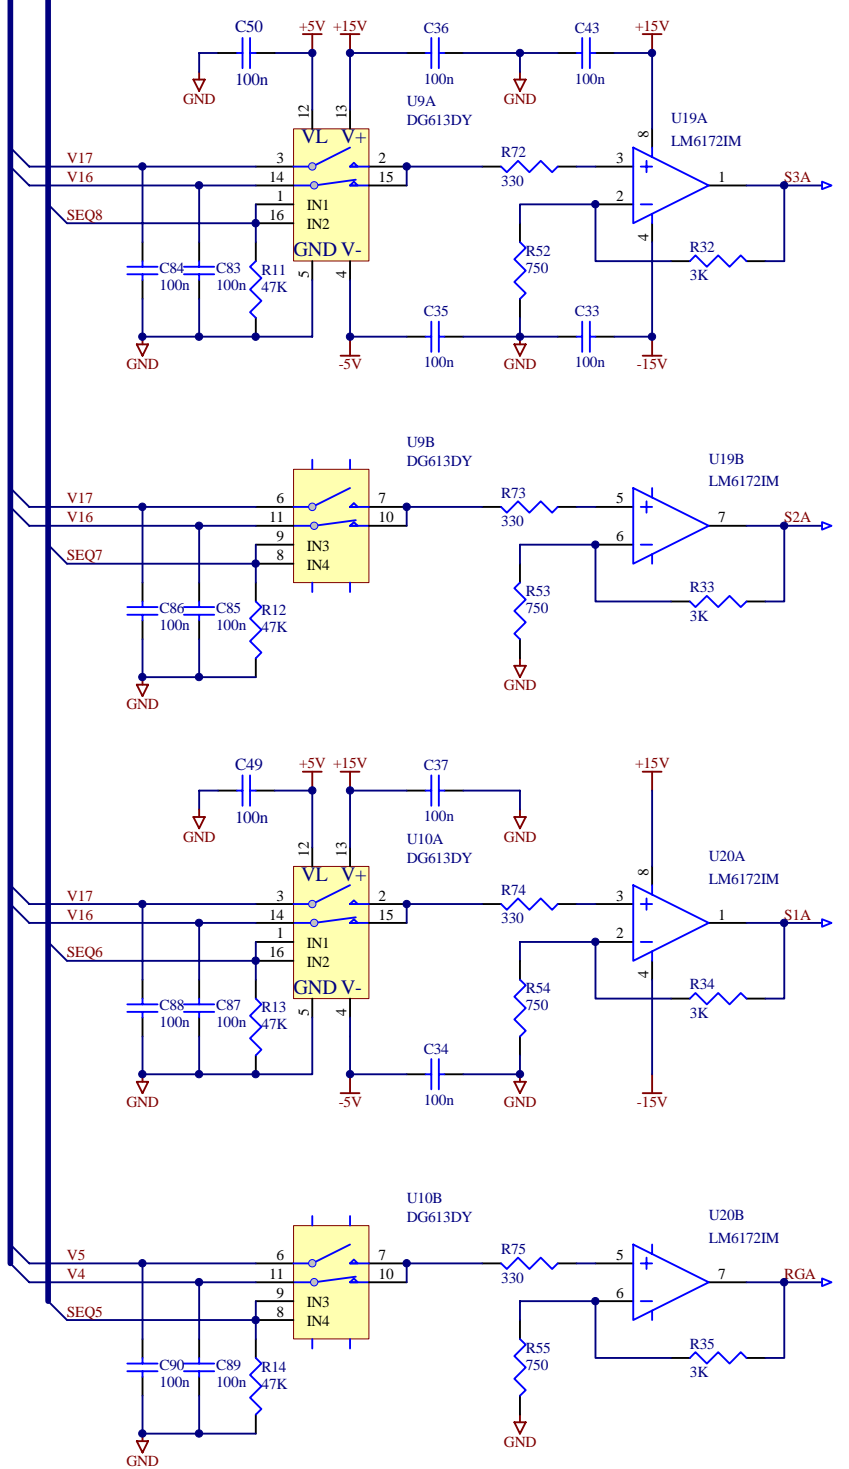 C50 +5V +15V C36 C43 +15V
100n 100n 100n
GND GND
U9A
DG613DY
12 13 8
U19A
LM6172IM
VL V+
V17 3 2 R72 3
V16 14 15 330 1 S3A
1 IN1 2
SEQ8 16 IN2
GND V- 4
R52
750
R32
3K
C84 C83 R11
100n 100n 47K
5 4
C35 C33
100n 100n
GND -5V GND -15V
U9B
DG613DY
U19B
LM6172IM
V17 6 7 R73 5
V16 11 10 330 7 S2A
9 IN3 6
SEQ7 8 IN4
R53
750
R33
3K
C86 C85 R12
100n 100n 47K
GND GND
C49 +5V +15V C37 +15V
100n 100n
GND GND
U10A
DG613DY
12 13 8
U20A
LM6172IM
VL V+
V17 3 2 R74 3
V16 14 15 330 1 S1A
1 IN1 2
SEQ6 16 IN2
GND V- 4
R54
750
R34
3K
C88 C87 R13
100n 100n 47K
5 4
C34
100n
GND -5V GND -15V
U10B
DG613DY
U20B
LM6172IM
V5 6 7 R75 5
V4 11 10 330 7 RGA
9 IN3 6
SEQ5 8 IN4
R55
750
R35
3K
C90 C89 R14
100n 100n 47K
GND GND